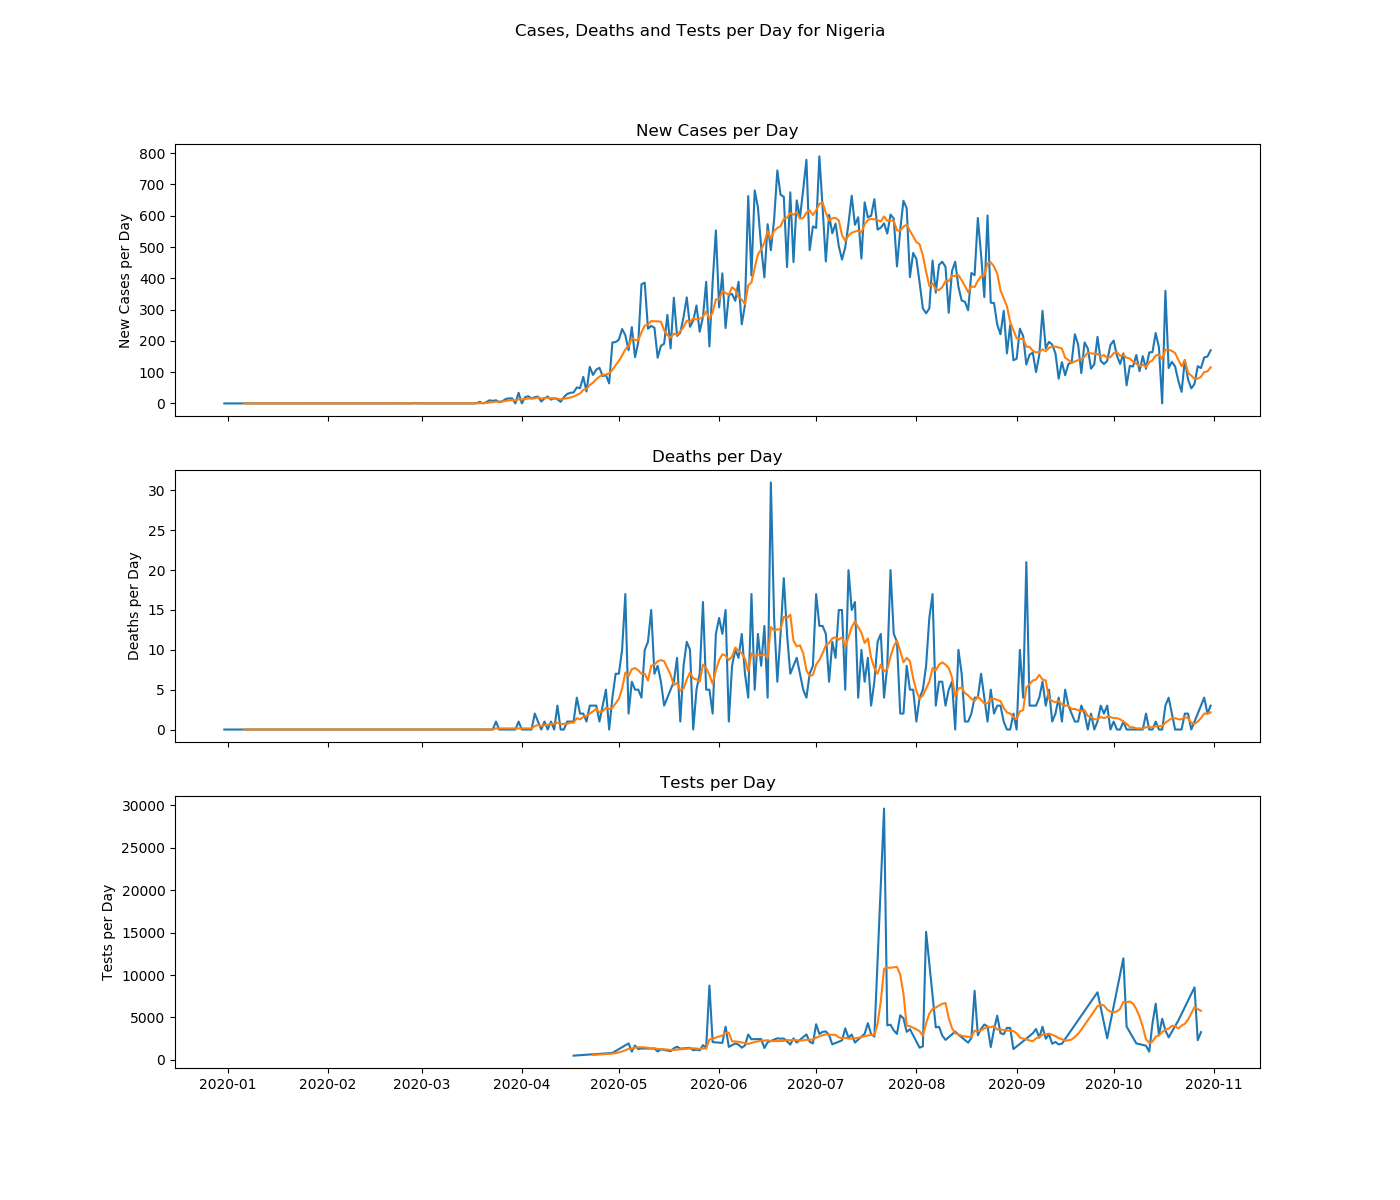 Cases, Deaths and Tests per Day for Nigeria
New Cases per Day
800
700
600
500
400
300
200
100
0
New Cases per Day
Deaths per Day
30
25
20
15
10
5
0
Deaths per Day
Tests per Day
30000
25000
20000
15000
10000
5000
0
Tests per Day
2020-01 2020-02 2020-03 2020-04 2020-05 2020-06 2020-07 2020-08 2020-09 2020-10 2020-11